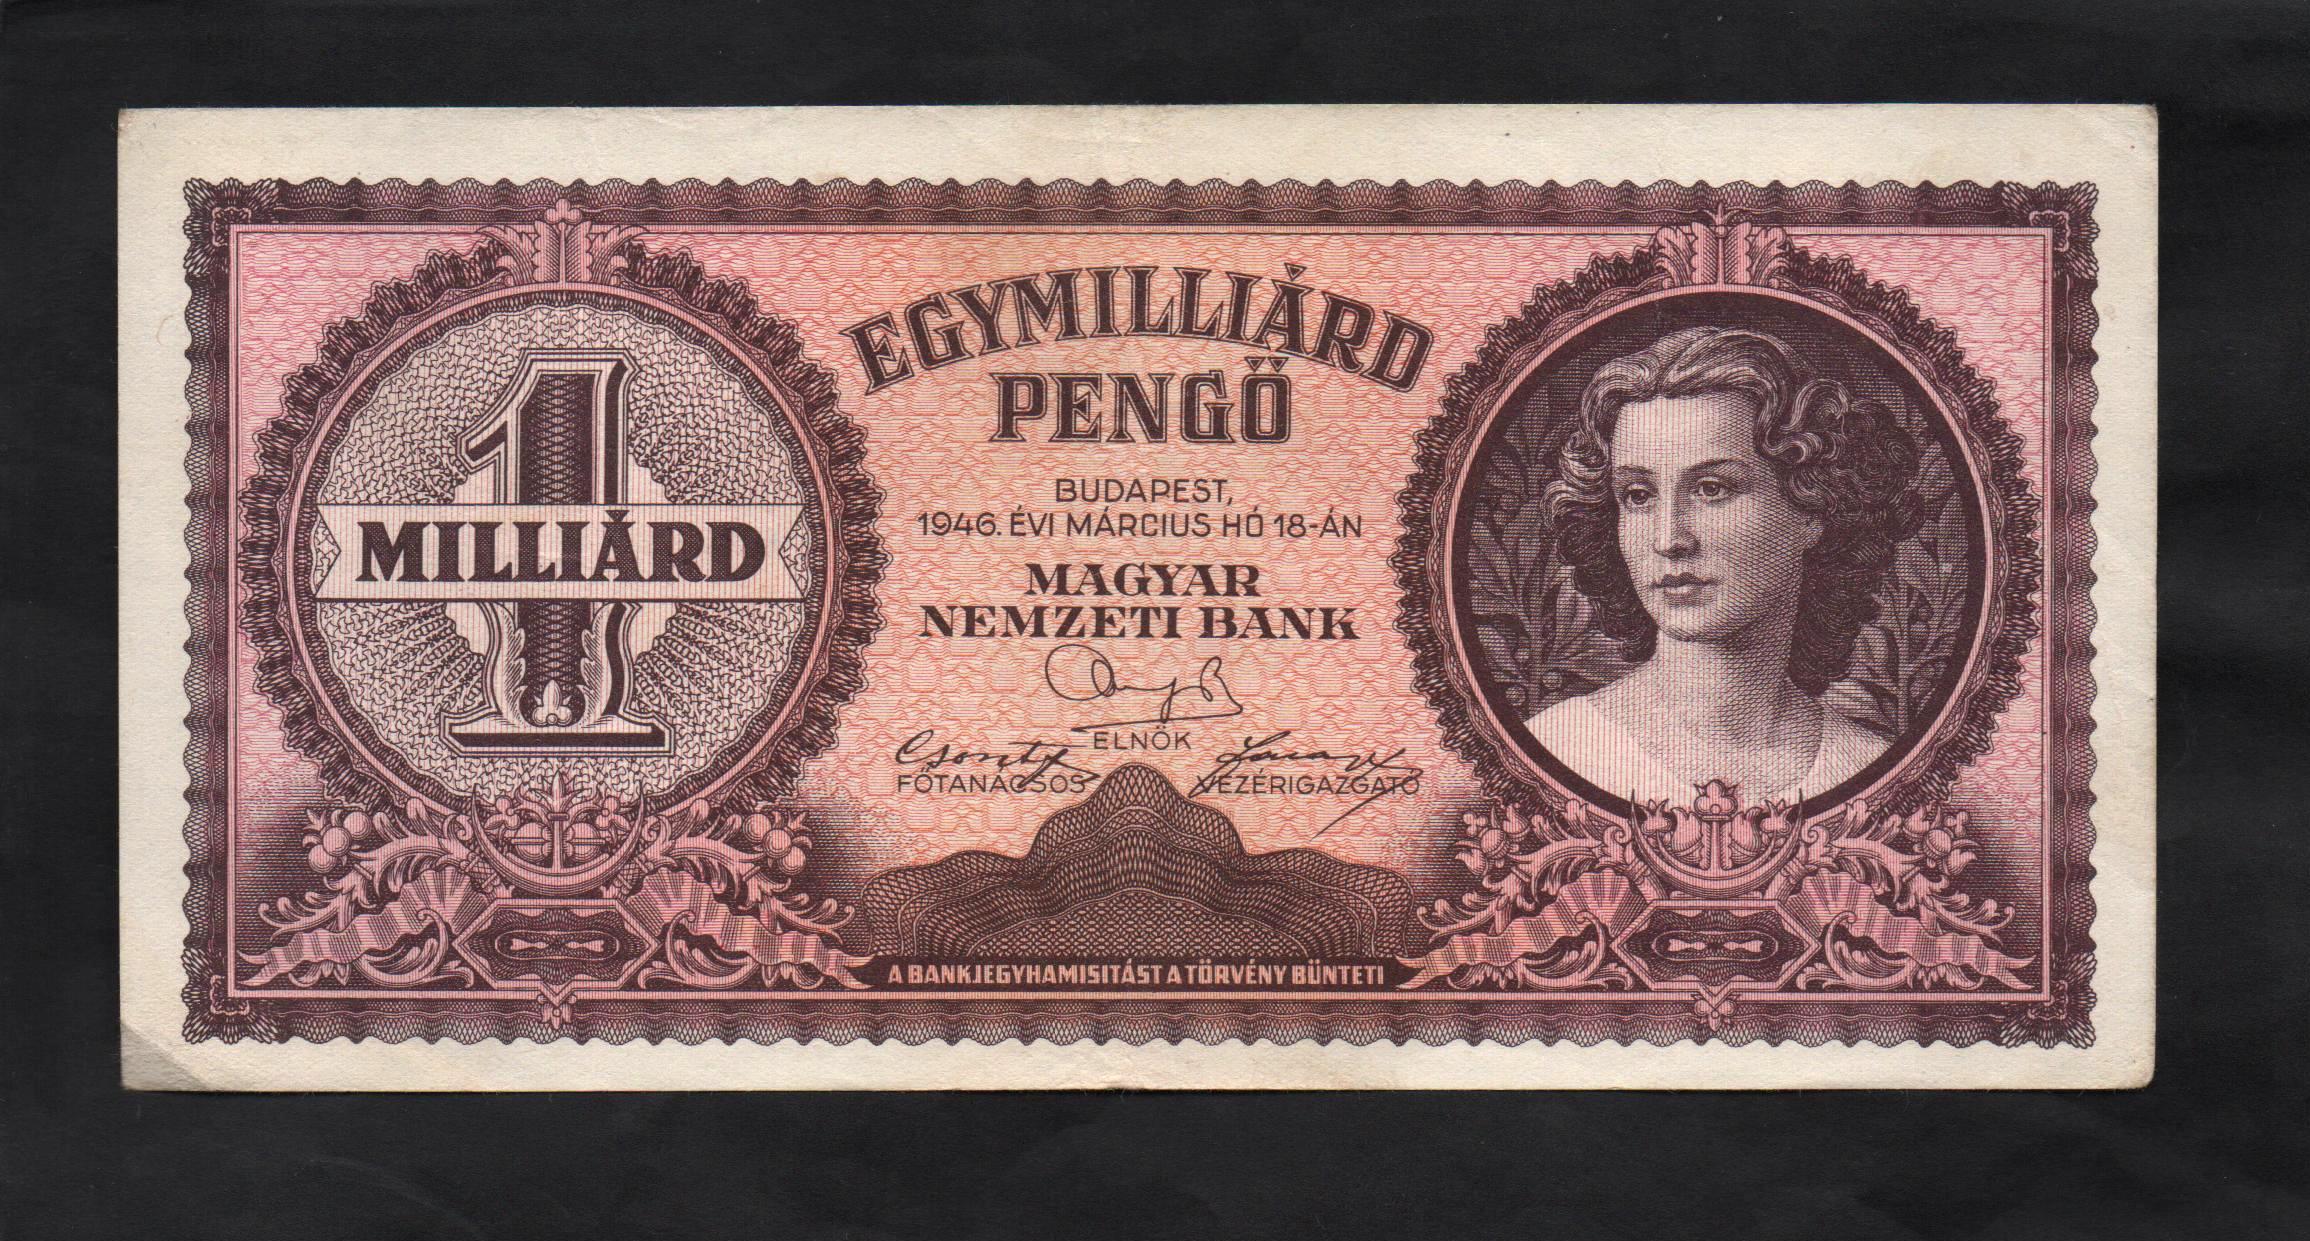 1
MILLIÁRD
EGYMILLIÁRD
PENGŐ
BUDAPEST,
1946. ÉVI MÁRCIUS HÓ 18-ÁN
MAGYAR
NEMZETI BANK
ELNÖK
FŐTANÁCSOS VEZÉRIGAZGATÓ
A BANKJEGYHAMISITÁST A TÖRVÉNY BÜNTETI